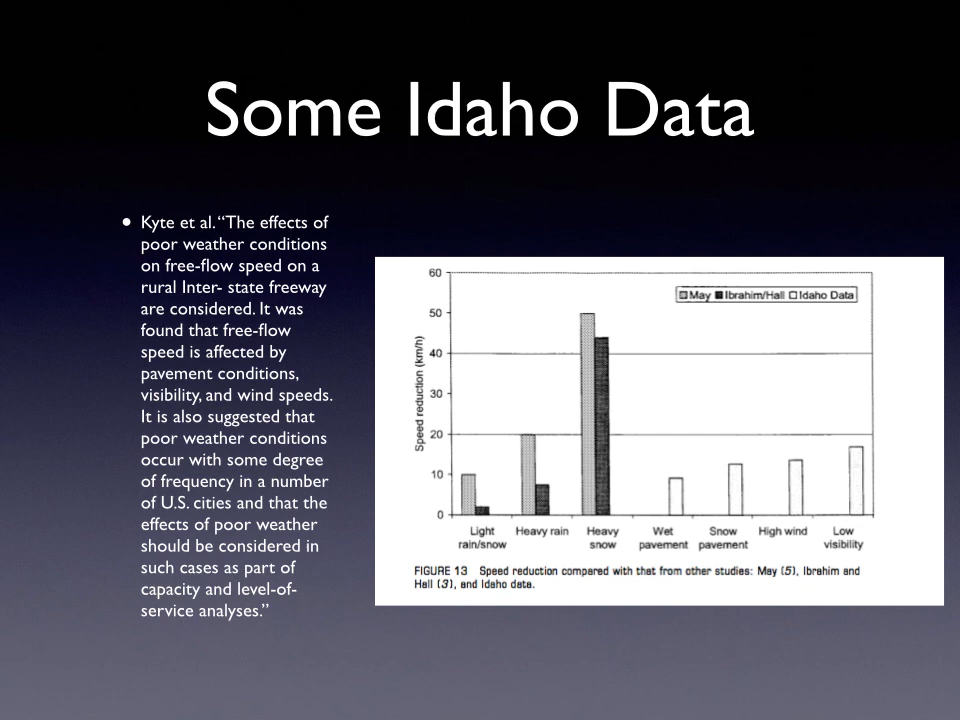 Some Idaho Data
• Kyte et al. “The effects of
poor weather conditions
on free-flow speed on a
rural Inter- state freeway
are considered. It was
found that free-flow
speed is affected by
pavement conditions,
visibility, and wind speeds.
It is also suggested that
poor weather conditions
occur with some degree
of frequency in a number
of U.S. cities and that the
effects of poor weather
should be considered in
such cases as part of
capacity and level-of-
service analyses.”
60
50
40
30
20
10
0
Speed reduction (km/h)
May Ibrahim/Hall Idaho Data
Light
rain/snow
Heavy rain
Heavy
snow
Wet
pavement
Snow
pavement
High wind
Low
visibility
FIGURE 13 Speed reduction compared with that from other studies: May (5), Ibrahim and
Hall (3), and Idaho data.